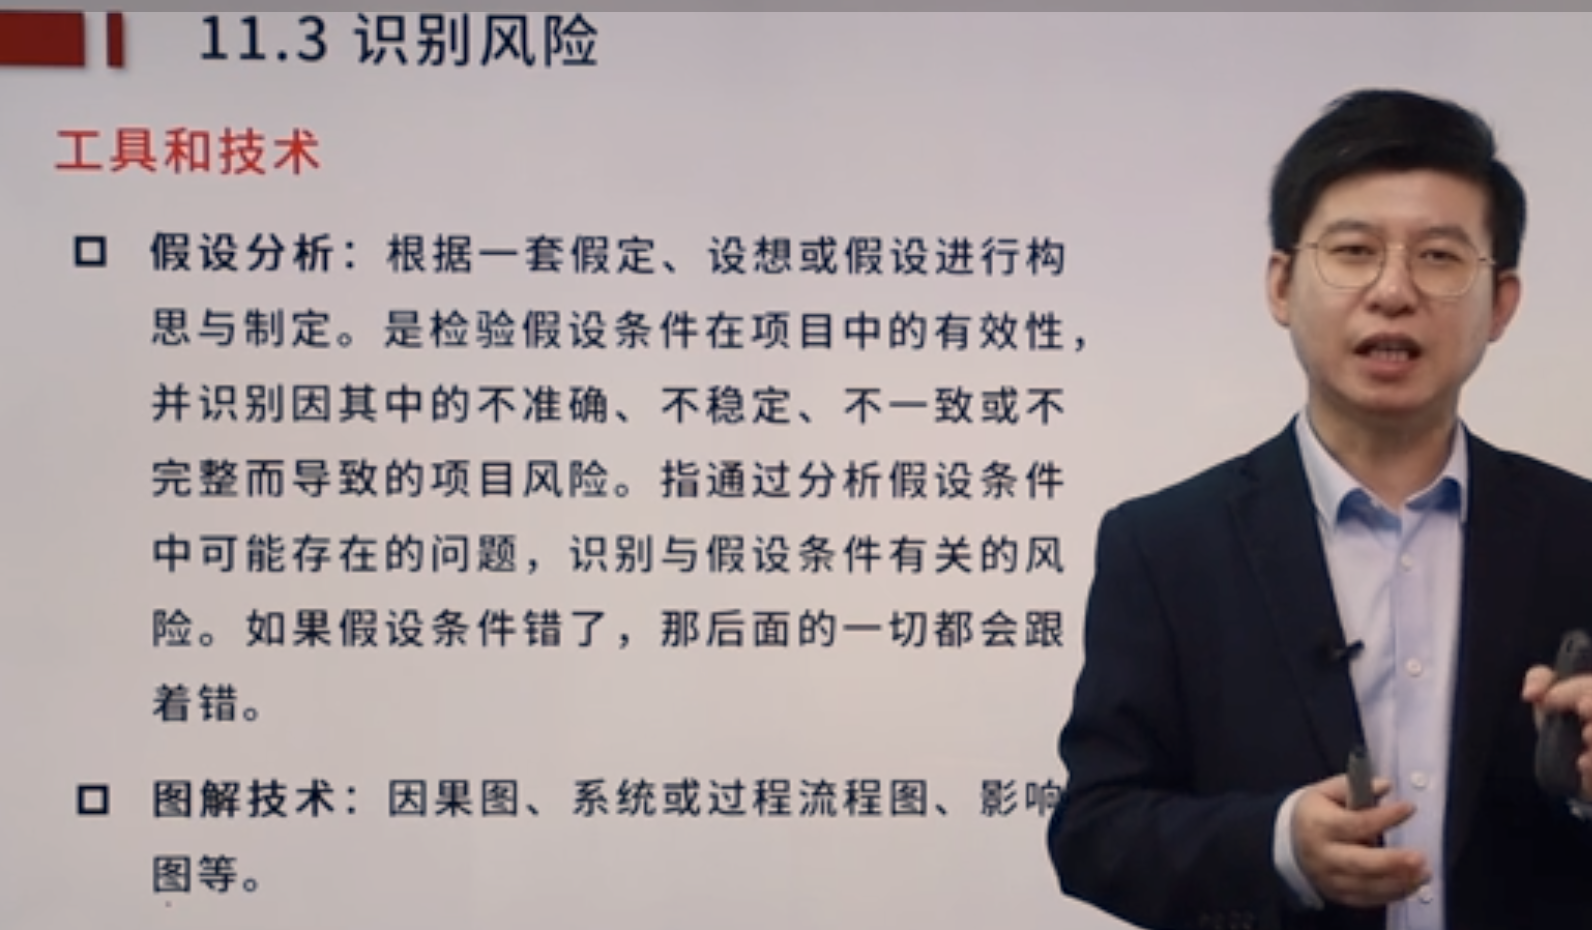 11.3 识别风险
工具和技术
假设分析：根据一套假定、设想或假设进行构
思与制定。是检验假设条件在项目中的有效性，
并识别因其中的不准确、不稳定、不一致或不
完整而导致的项目风险。指通过分析假设条件
中可能存在的问题，识别与假设条件有关的风
险。如果假设条件错了，那后面的一切都会跟
着错。
图解技术：因果图、系统或过程流程图、影响
图等。